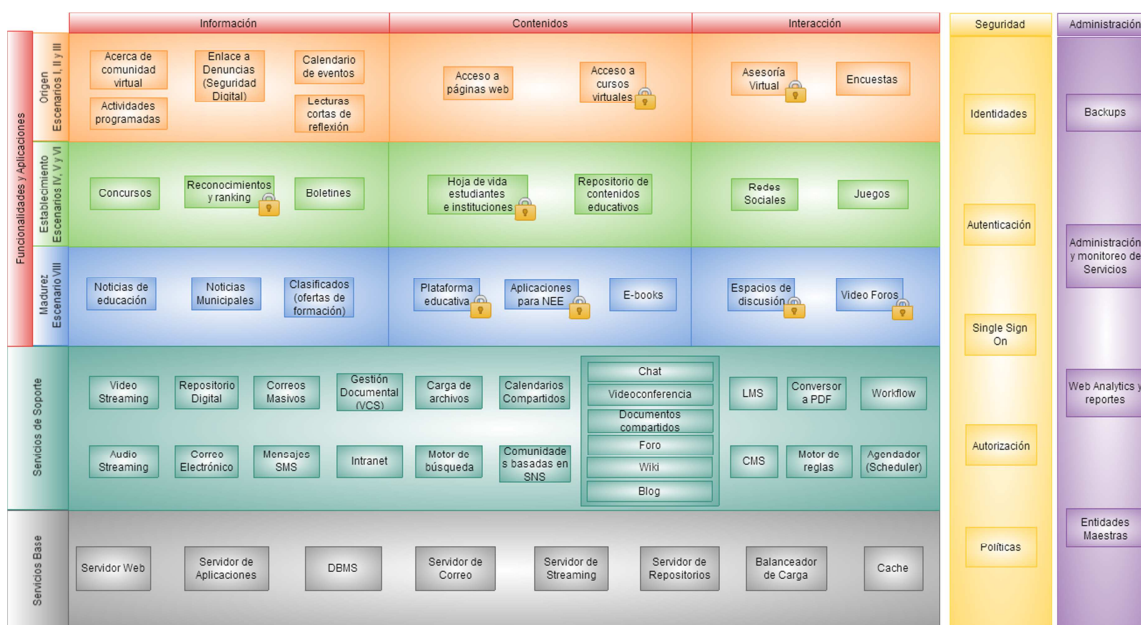 Información
Contenidos
Interacción
Seguridad
Administración
Funcionalidades y Aplicaciones
Origen
Escenarios I, II y III
Acerca de
comunidad
virtual
Enlace a
Denuncias
(Seguridad
Digital)
Calendario
de eventos
Actividades
programadas
Lecturas
cortas de
reflexión
Acceso a
páginas web
Acceso a
cursos
virtuales
Asesoría
Virtual
Encuestas
Establecimiento
Escenarios IV, V y VI
Concursos
Reconocimientos
y ranking
Boletines
Hoja de vida
estudiantes
e instituciones
Repositorio de
contenidos
educativos
Redes
Sociales
Juegos
Madurez
Escenario VIII
Noticias de
educación
Noticias
Municipales
Clasificados
(ofertas de
formación)
Plataforma
educativa
Aplicaciones
para NEE
E-books
Espacios de
discusión
Video Foros
Servicios de Soporte
Video
Streaming
Repositorio
Digital
Correos
Masivos
Gestión
Documental
(VCS)
Carga de
archivos
Calendarios
Compartidos
Audio
Streaming
Correo
Electrónico
Mensajes
SMS
Intranet
Motor de
búsqueda
Comunidade
s basadas en
SNS
Chat
Videoconferencia
Documentos
compartidos
Foro
Wiki
Blog
LMS
Conversor
a PDF
Workflow
CMS
Motor de
reglas
Agendador
(Scheduler)
Servicios Base
Servidor Web
Servidor de
Aplicaciones
DBMS
Servidor de
Correo
Servidor de
Streaming
Servidor de
Repositorios
Balanceador
de Carga
Cache
Identidades
Autenticación
Single Sign
On
Autorización
Políticas
Backups
Administración
y monitoreo de
Servicios
Web Analytics y
reportes
Entidades
Maestras